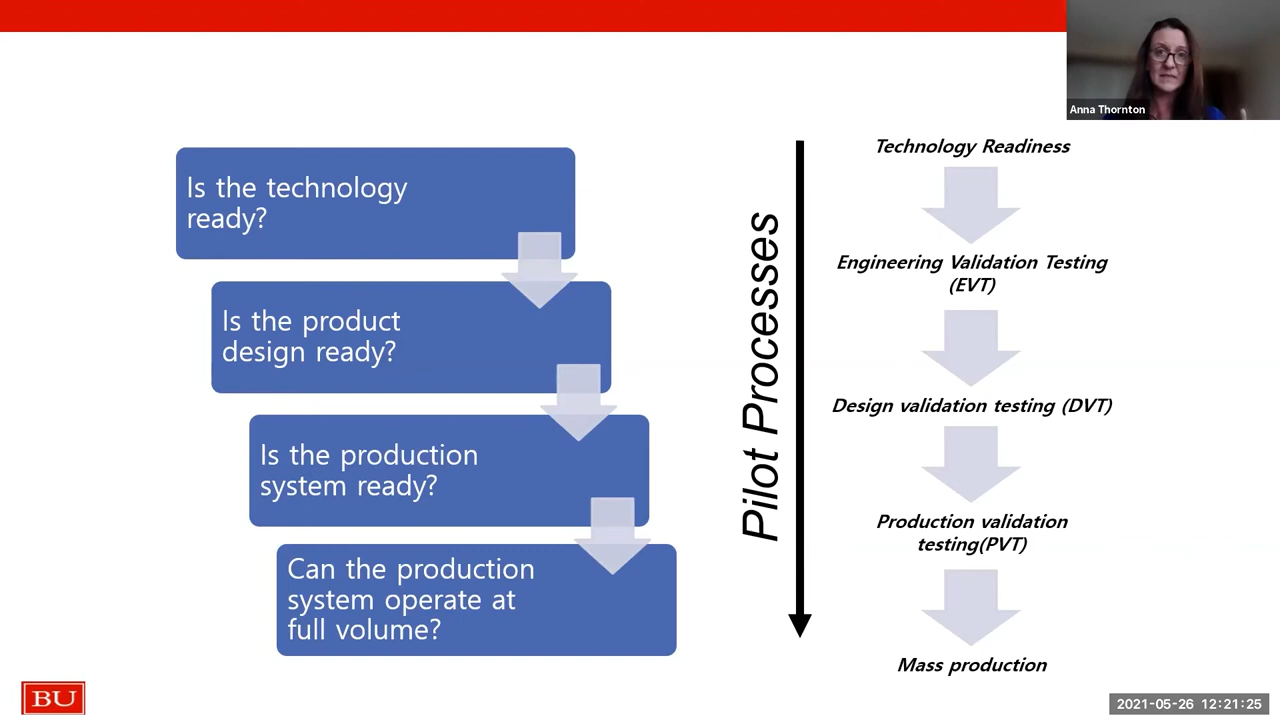 Anna Thornton
Is the technology
ready?
Is the product
design ready?
Is the production
system ready?
Can the production
system operate at
full volume?
Pilot Processes
Technology Readiness
Engineering Validation Testing
(EVT)
Design validation testing (DVT)
Production validation
testing(PVT)
Mass production
BU
2021-05-26 12:21:25